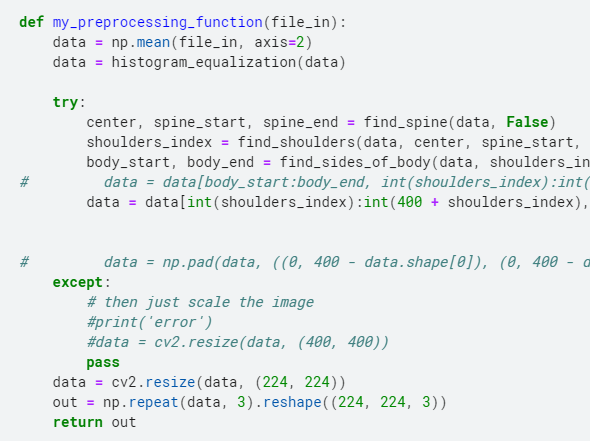 def my_preprocessing_function(file_in):
    data = np.mean(file_in, axis=2)
    data = histogram_equalization(data)
    try:
        center, spine_start, spine_end = find_spine(data, False)
        shoulders_index = find_shoulders(data, center, spine_start,
        body_start, body_end = find_sides_of_body(data, shoulders_in
#         data = data[body_start:body_end, int(shoulders_index):int(
        data = data[int(shoulders_index):int(400 + shoulders_index),
#         data = np.pad(data, ((0, 400 - data.shape[0]), (0, 400 - d
    except:
        # then just scale the image
        #print('error')
        #data = cv2.resize(data, (400, 400))
        pass
    data = cv2.resize(data, (224, 224))
    out = np.repeat(data, 3).reshape((224, 224, 3))
    return out